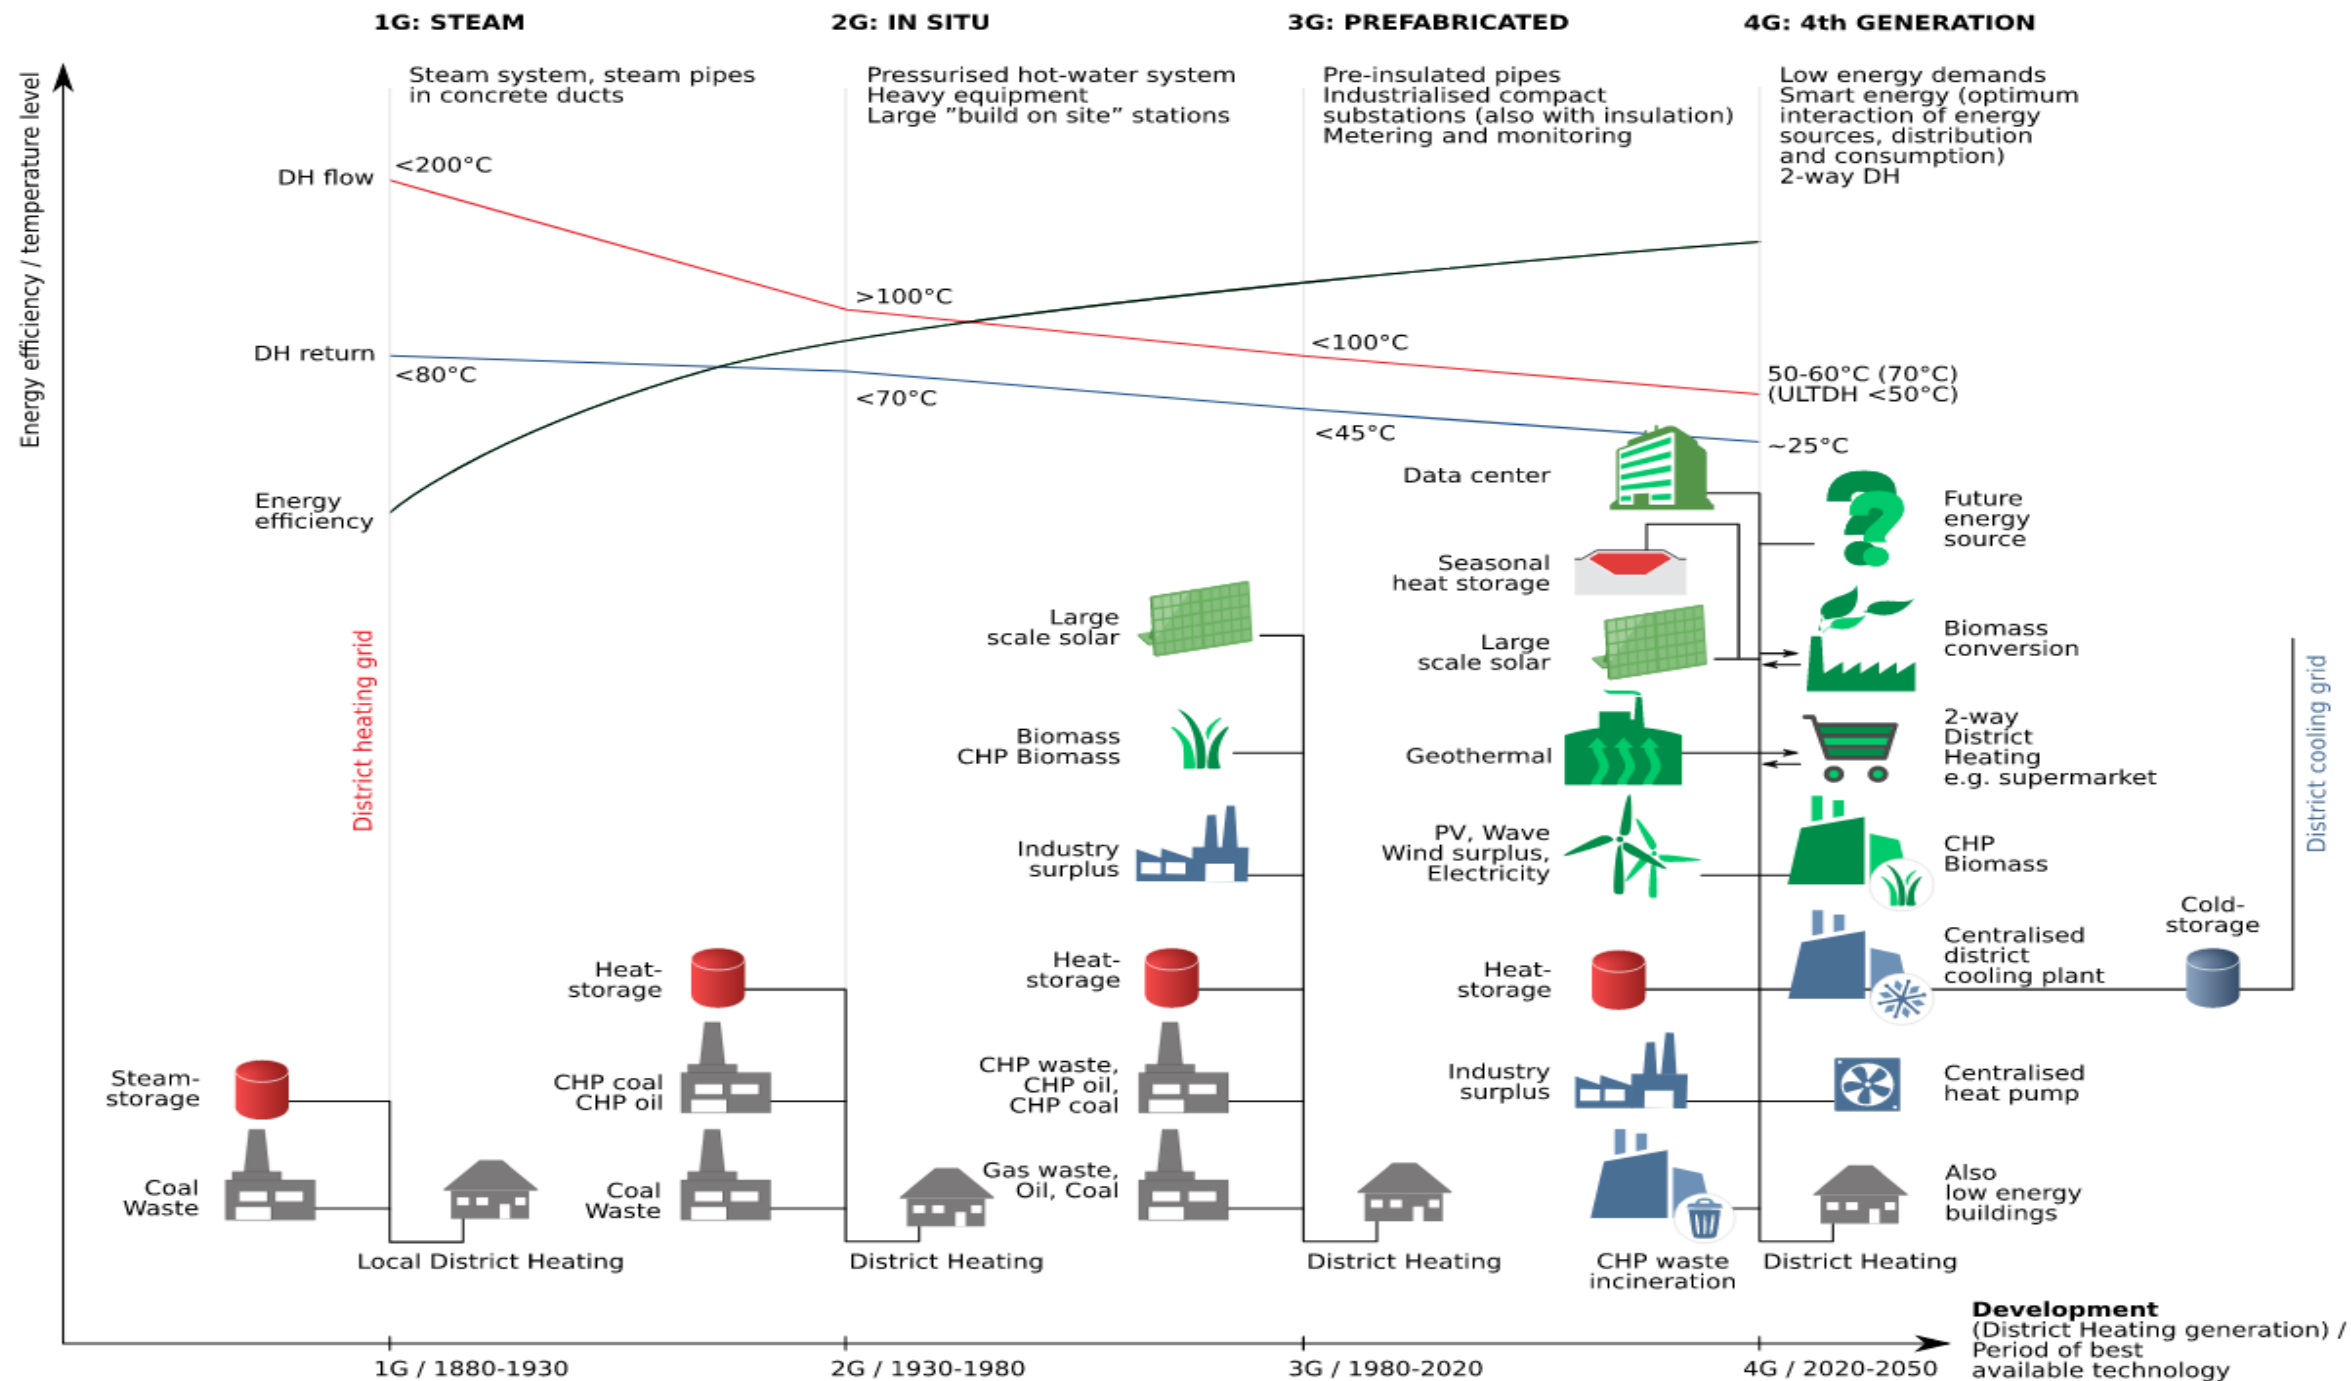 1G: STEAM
2G: IN SITU
3G: PREFABRICATED
4G: 4th GENERATION
Steam system, steam pipes
in concrete ducts
Pressurised hot-water system
Heavy equipment
Large ”build on site” stations
Pre-insulated pipes
Industrialised compact
substations (also with insulation)
Metering and monitoring
Low energy demands
Smart energy (optimum
interaction of energy
sources, distribution
and consumption)
2-way DH
Energy efficiency / temperature level
DH flow
<200°C
>100°C
<100°C
50-60°C (70°C)
(ULTDH <50°C)
DH return
<80°C
<70°C
<45°C
~25°C
Energy
efficiency
District heating grid
Steam-
storage
Coal
Waste
Local District Heating
Heat-
storage
CHP coal
CHP oil
Coal
Waste
District Heating
Large
scale solar
Biomass
CHP Biomass
Industry
surplus
Heat-
storage
CHP waste,
CHP oil,
CHP coal
Gas waste,
Oil, Coal
District Heating
Data center
Seasonal
heat storage
Large
scale solar
Geothermal
PV, Wave
Wind surplus,
Electricity
Heat-
storage
Industry
surplus
CHP waste
incineration
Future
energy
source
Biomass
conversion
2-way
District
Heating
e.g. supermarket
CHP
Biomass
Centralised
district
cooling plant
Cold-
storage
District cooling grid
Centralised
heat pump
Also
low energy
buildings
District Heating
1G / 1880-1930
2G / 1930-1980
3G / 1980-2020
4G / 2020-2050
Development
(District Heating generation) /
Period of best
available technology